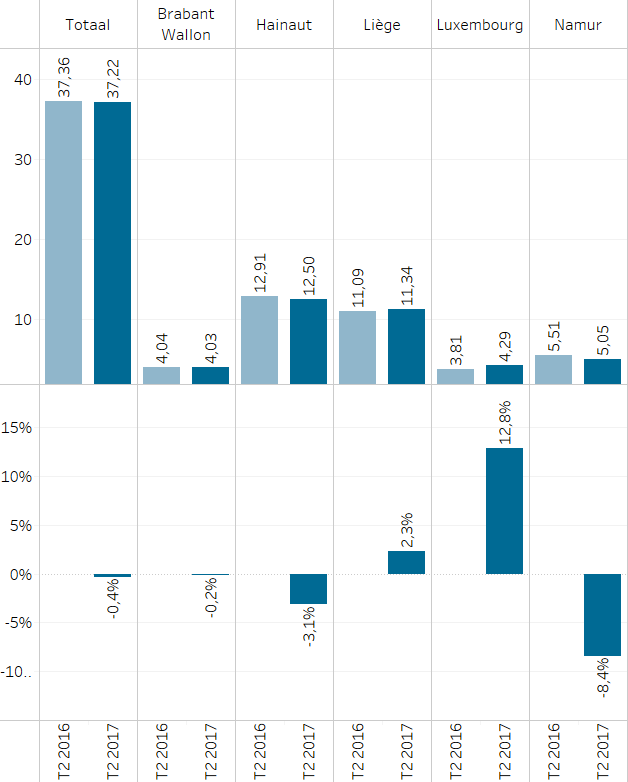 Totaal
Brabant
Wallon
Hainaut
Liège
Luxembourg
Namur
40
30
20
10
37,36
37,22
4,04
4,03
12,91
12,50
11,09
11,34
3,81
4,29
5,51
5,05
15%
10%
5%
0%
-5%
-10..
-0,4%
-0,2%
-3,1%
2,3%
12,8%
-8,4%
T2 2016
T2 2017
T2 2016
T2 2017
T2 2016
T2 2017
T2 2016
T2 2017
T2 2016
T2 2017
T2 2016
T2 2017